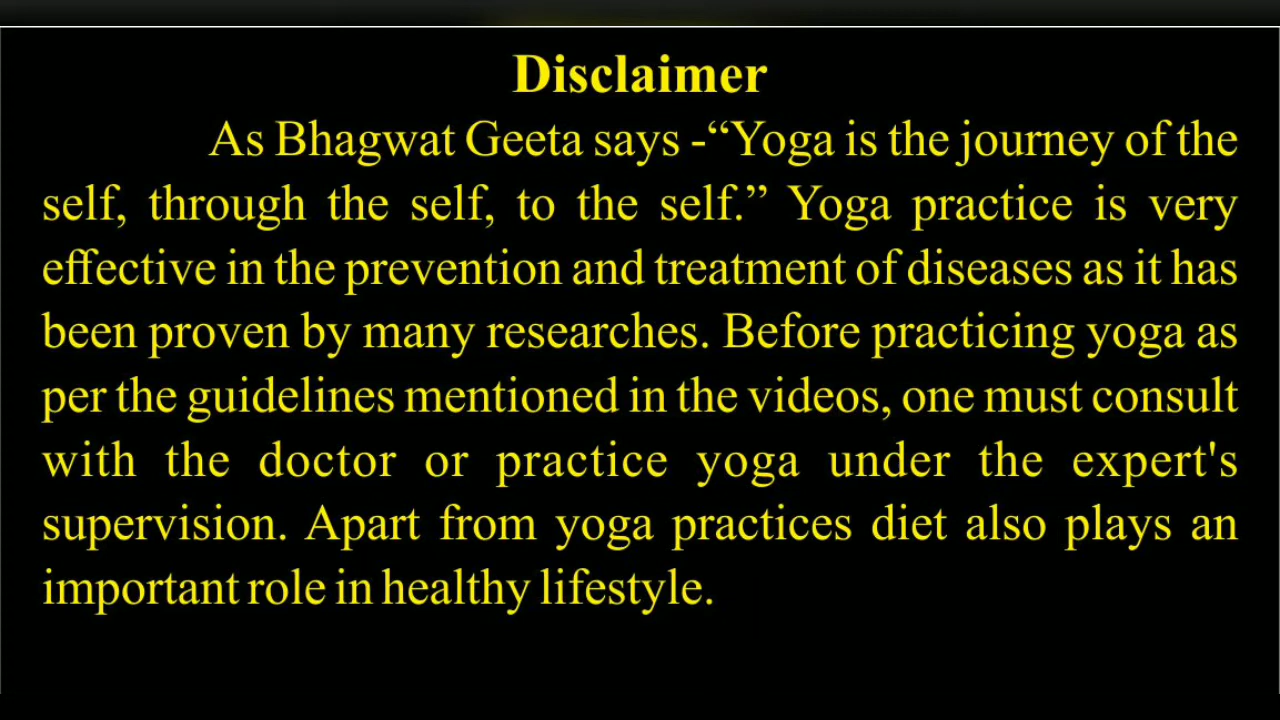 Disclaimer
As Bhagwat Geeta says -“Yoga is the journey of the
self, through the self, to the self.” Yoga practice is very
effective in the prevention and treatment of diseases as it has
been proven by many researches. Before practicing yoga as
per the guidelines mentioned in the videos, one must consult
with the doctor or practice yoga under the expert's
supervision. Apart from yoga practices diet also plays an
important role in healthy lifestyle.